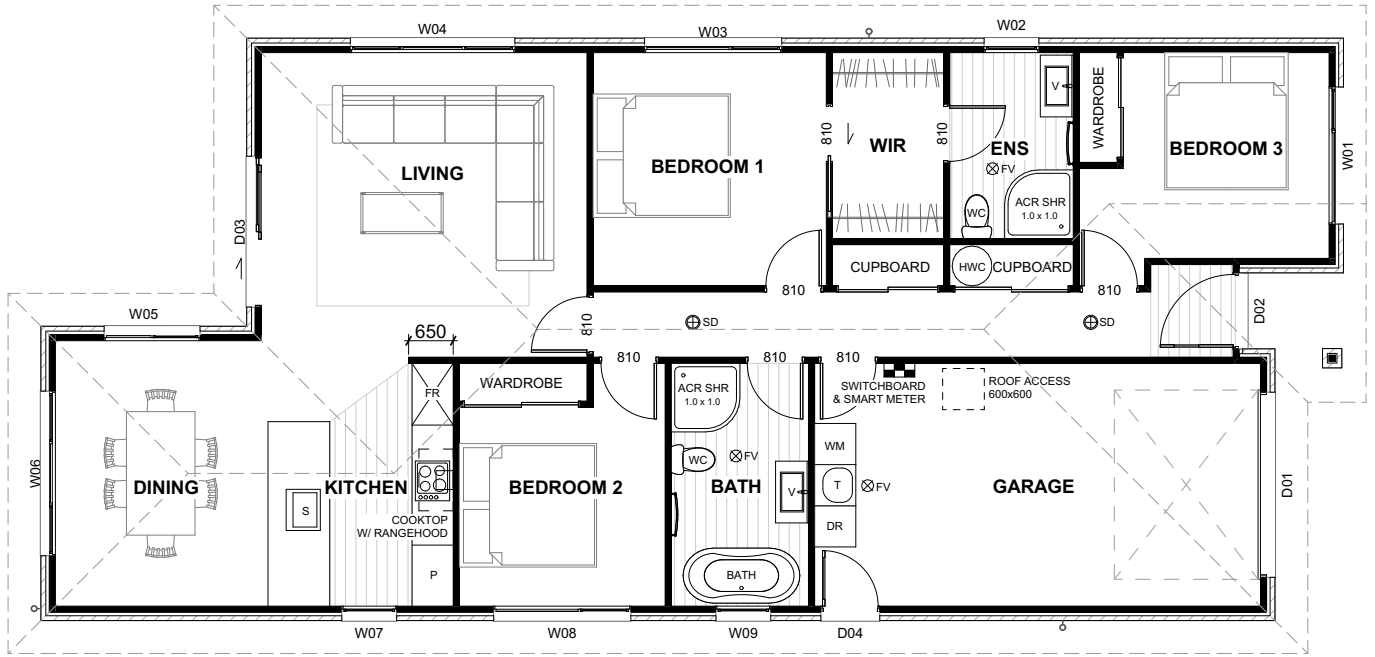 W04
W03
W02
W01
LIVING
BEDROOM 1
810
WIR
810
ENS
V
FV
WC
ACR SHR
1.0 x 1.0
WARDROBE
BEDROOM 3
D03
CUPBOARD
HWC
CUPBOARD
810
810
D02
W05
650
810
SD
SD
810
810
810
WARDROBE
FR
ACR SHR
1.0 x 1.0
SWITCHBOARD
& SMART METER
ROOF ACCESS
600x600
W06
DINING
S
KITCHEN
COOKTOP
W/ RANGEHOOD
P
BEDROOM 2
WC
FV
BATH
V
BATH
WM
T
DR
FV
GARAGE
D01
W07
W08
W09
D04